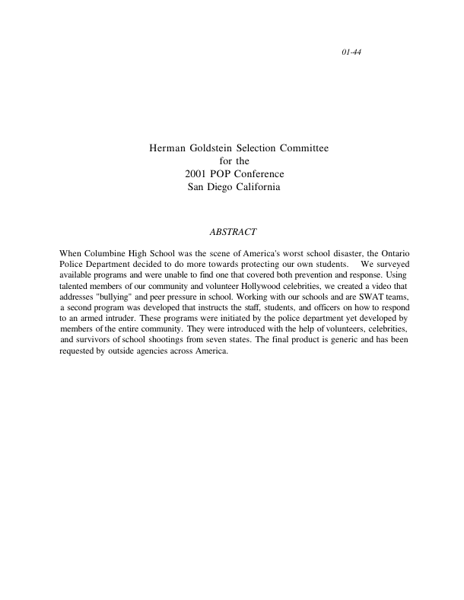 01-44
Herman Goldstein Selection Committee
for the
2001 POP Conference
San Diego California
ABSTRACT
When Columbine High School was the scene of America's worst school disaster, the Ontario
Police Department decided to do more towards protecting our own students. We surveyed
available programs and were unable to find one that covered both prevention and response. Using
talented members of our community and volunteer Hollywood celebrities, we created a video that
addresses "bullying" and peer pressure in school. Working with our schools and are SWAT teams,
a second program was developed that instructs the staff, students, and officers on how to respond
to an armed intruder. These programs were initiated by the police department yet developed by
members of the entire community. They were introduced with the help of volunteers, celebrities,
and survivors of school shootings from seven states. The final product is generic and has been
requested by outside agencies across America.